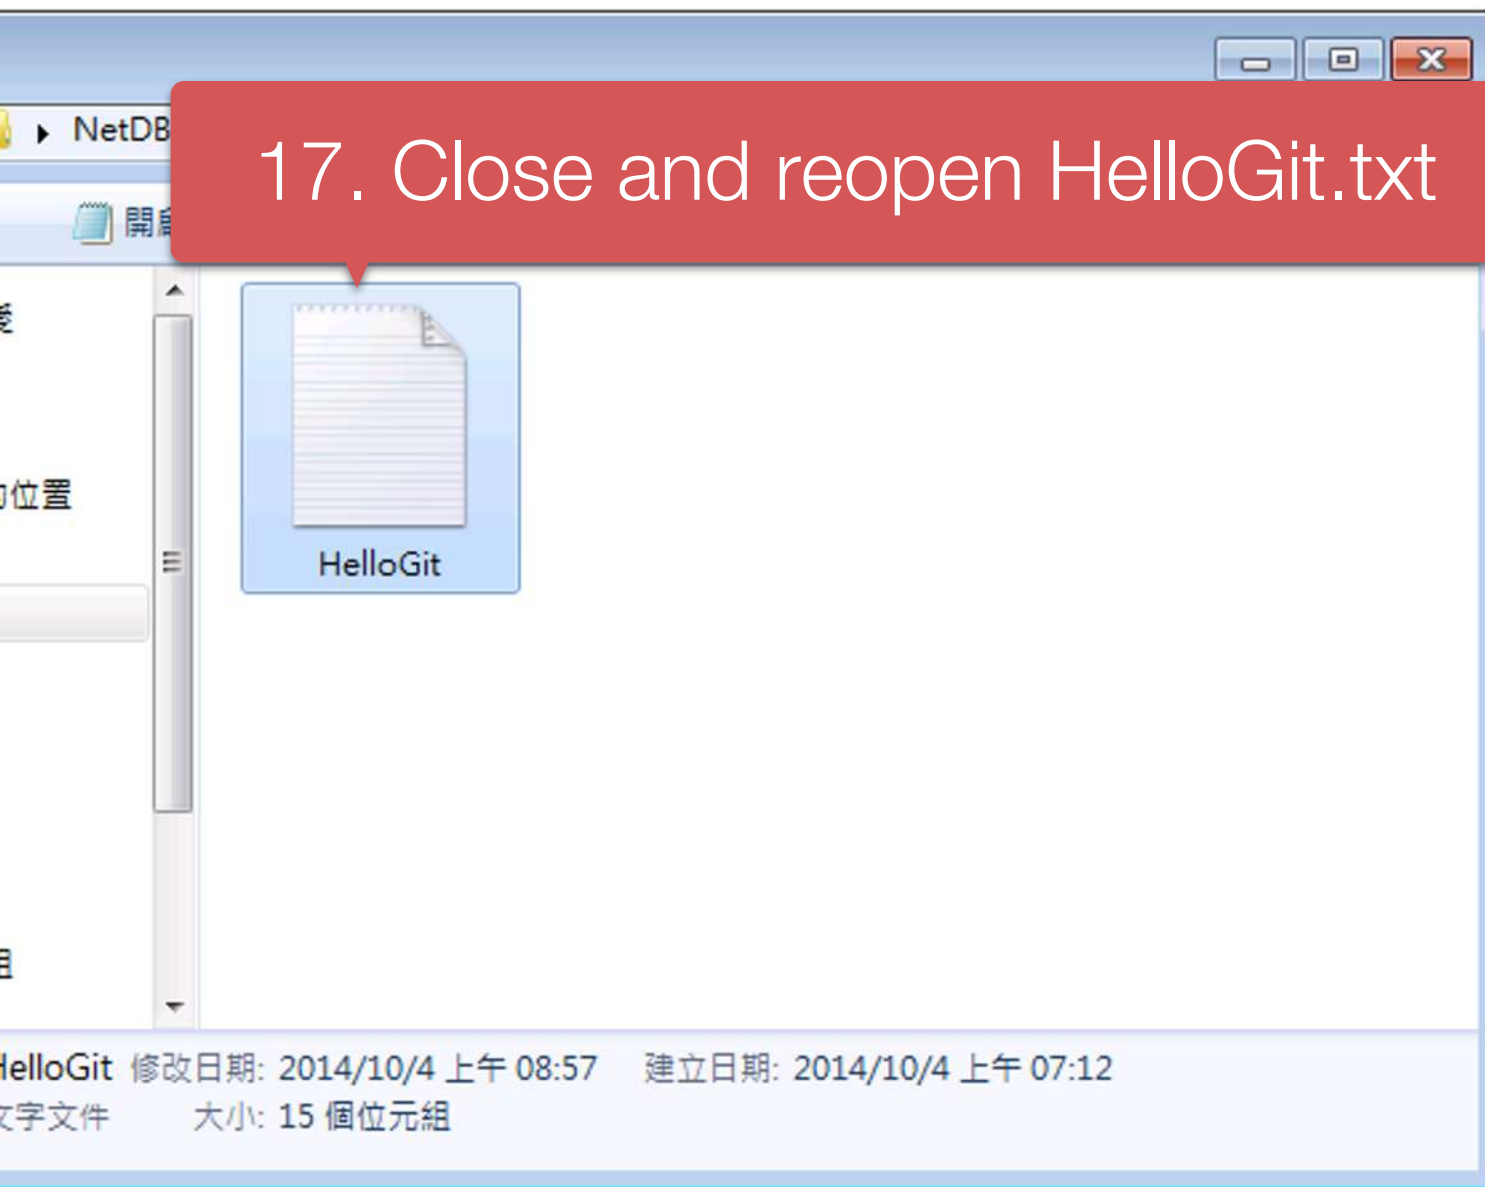 NetDB
17. Close and reopen HelloGit.txt
開
的位置
HelloGit
HelloGit 修改日期: 2014/10/4 上午 08:57 建立日期: 2014/10/4 上午 07:12
文字文件 大小: 15 個位元組